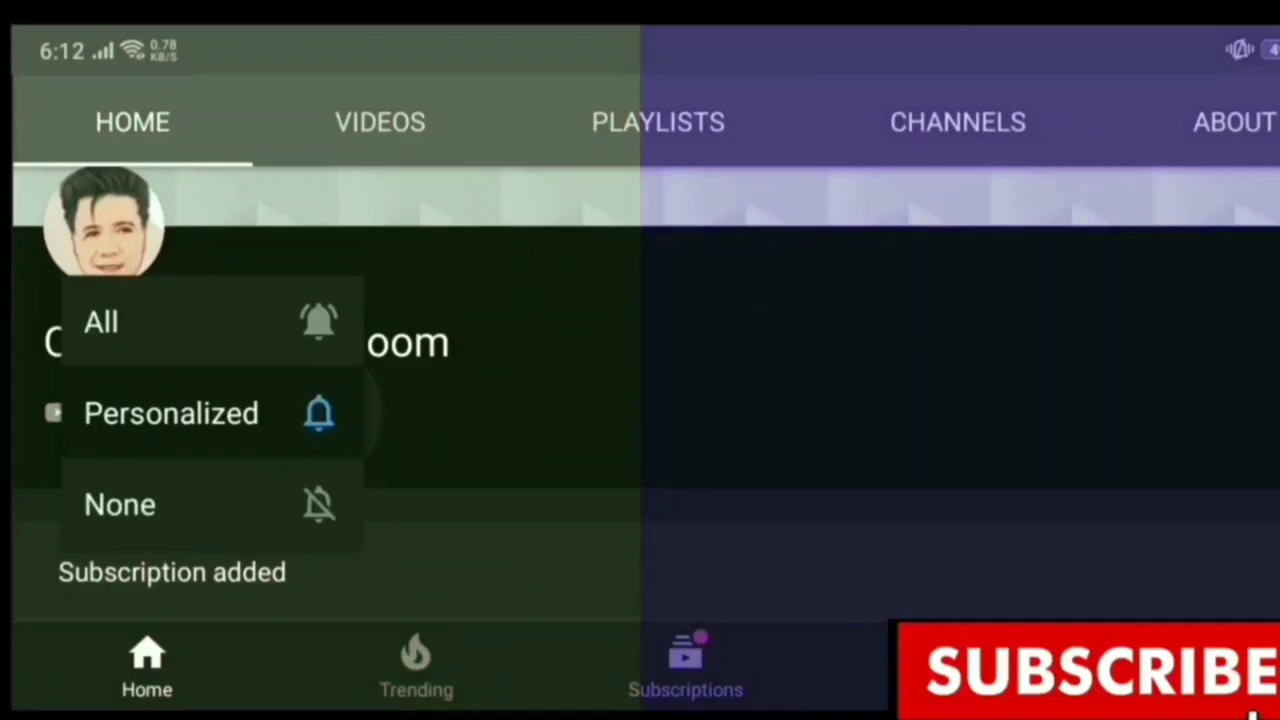 6:12 0.78 KB/S
HOME VIDEOS PLAYLISTS CHANNELS ABOUT
All
oom
Personalized
None
Subscription added
Home Trending Subscriptions
SUBSCRIBE